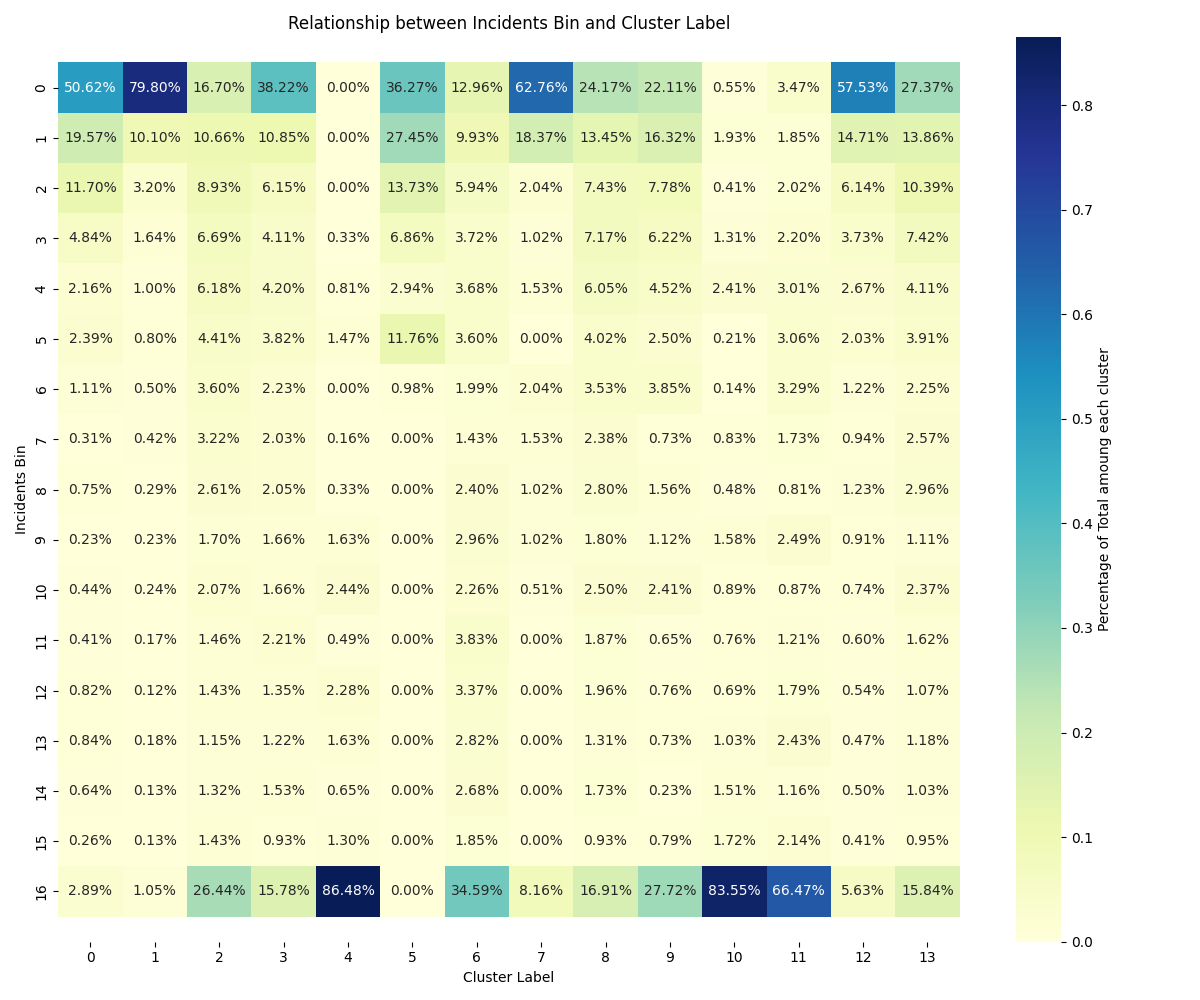 Relationship between Incidents Bin and Cluster Label
0 50.62% 79.80% 16.70% 38.22% 0.00% 36.27% 12.96% 62.76% 24.17% 22.11% 0.55% 3.47% 57.53% 27.37%
1 19.57% 10.10% 10.66% 10.85% 0.00% 27.45% 9.93% 18.37% 13.45% 16.32% 1.93% 1.85% 14.71% 13.86%
2 11.70% 3.20% 8.93% 6.15% 0.00% 13.73% 5.94% 2.04% 7.43% 7.78% 0.41% 2.02% 6.14% 10.39%
3 4.84% 1.64% 6.69% 4.11% 0.33% 6.86% 3.72% 1.02% 7.17% 6.22% 1.31% 2.20% 3.73% 7.42%
4 2.16% 1.00% 6.18% 4.20% 0.81% 2.94% 3.68% 1.53% 6.05% 4.52% 2.41% 3.01% 2.67% 4.11%
5 2.39% 0.80% 4.41% 3.82% 1.47% 11.76% 3.60% 0.00% 4.02% 2.50% 0.21% 3.06% 2.03% 3.91%
6 1.11% 0.50% 3.60% 2.23% 0.00% 0.98% 1.99% 2.04% 3.53% 3.85% 0.14% 3.29% 1.22% 2.25%
7 0.31% 0.42% 3.22% 2.03% 0.16% 0.00% 1.43% 1.53% 2.38% 0.73% 0.83% 1.73% 0.94% 2.57%
8 0.75% 0.29% 2.61% 2.05% 0.33% 0.00% 2.40% 1.02% 2.80% 1.56% 0.48% 0.81% 1.23% 2.96%
9 0.23% 0.23% 1.70% 1.66% 1.63% 0.00% 2.96% 1.02% 1.80% 1.12% 1.58% 2.49% 0.91% 1.11%
10 0.44% 0.24% 2.07% 1.66% 2.44% 0.00% 2.26% 0.51% 2.50% 2.41% 0.89% 0.87% 0.74% 2.37%
11 0.41% 0.17% 1.46% 2.21% 0.49% 0.00% 3.83% 0.00% 1.87% 0.65% 0.76% 1.21% 0.60% 1.62%
12 0.82% 0.12% 1.43% 1.35% 2.28% 0.00% 3.37% 0.00% 1.96% 0.76% 0.69% 1.79% 0.54% 1.07%
13 0.84% 0.18% 1.15% 1.22% 1.63% 0.00% 2.82% 0.00% 1.31% 0.73% 1.03% 2.43% 0.47% 1.18%
14 0.64% 0.13% 1.32% 1.53% 0.65% 0.00% 2.68% 0.00% 1.73% 0.23% 1.51% 1.16% 0.50% 1.03%
15 0.26% 0.13% 1.43% 0.93% 1.30% 0.00% 1.85% 0.00% 0.93% 0.79% 1.72% 2.14% 0.41% 0.95%
16 2.89% 1.05% 26.44% 15.78% 86.48% 0.00% 34.59% 8.16% 16.91% 27.72% 83.55% 66.47% 5.63% 15.84%
0 1 2 3 4 5 6 7 8 9 10 11 12 13
Cluster Label
Incidents Bin
0.8
0.7
0.6
0.5
0.4
0.3
0.2
0.1
0.0
Percentage of Total amoung each cluster